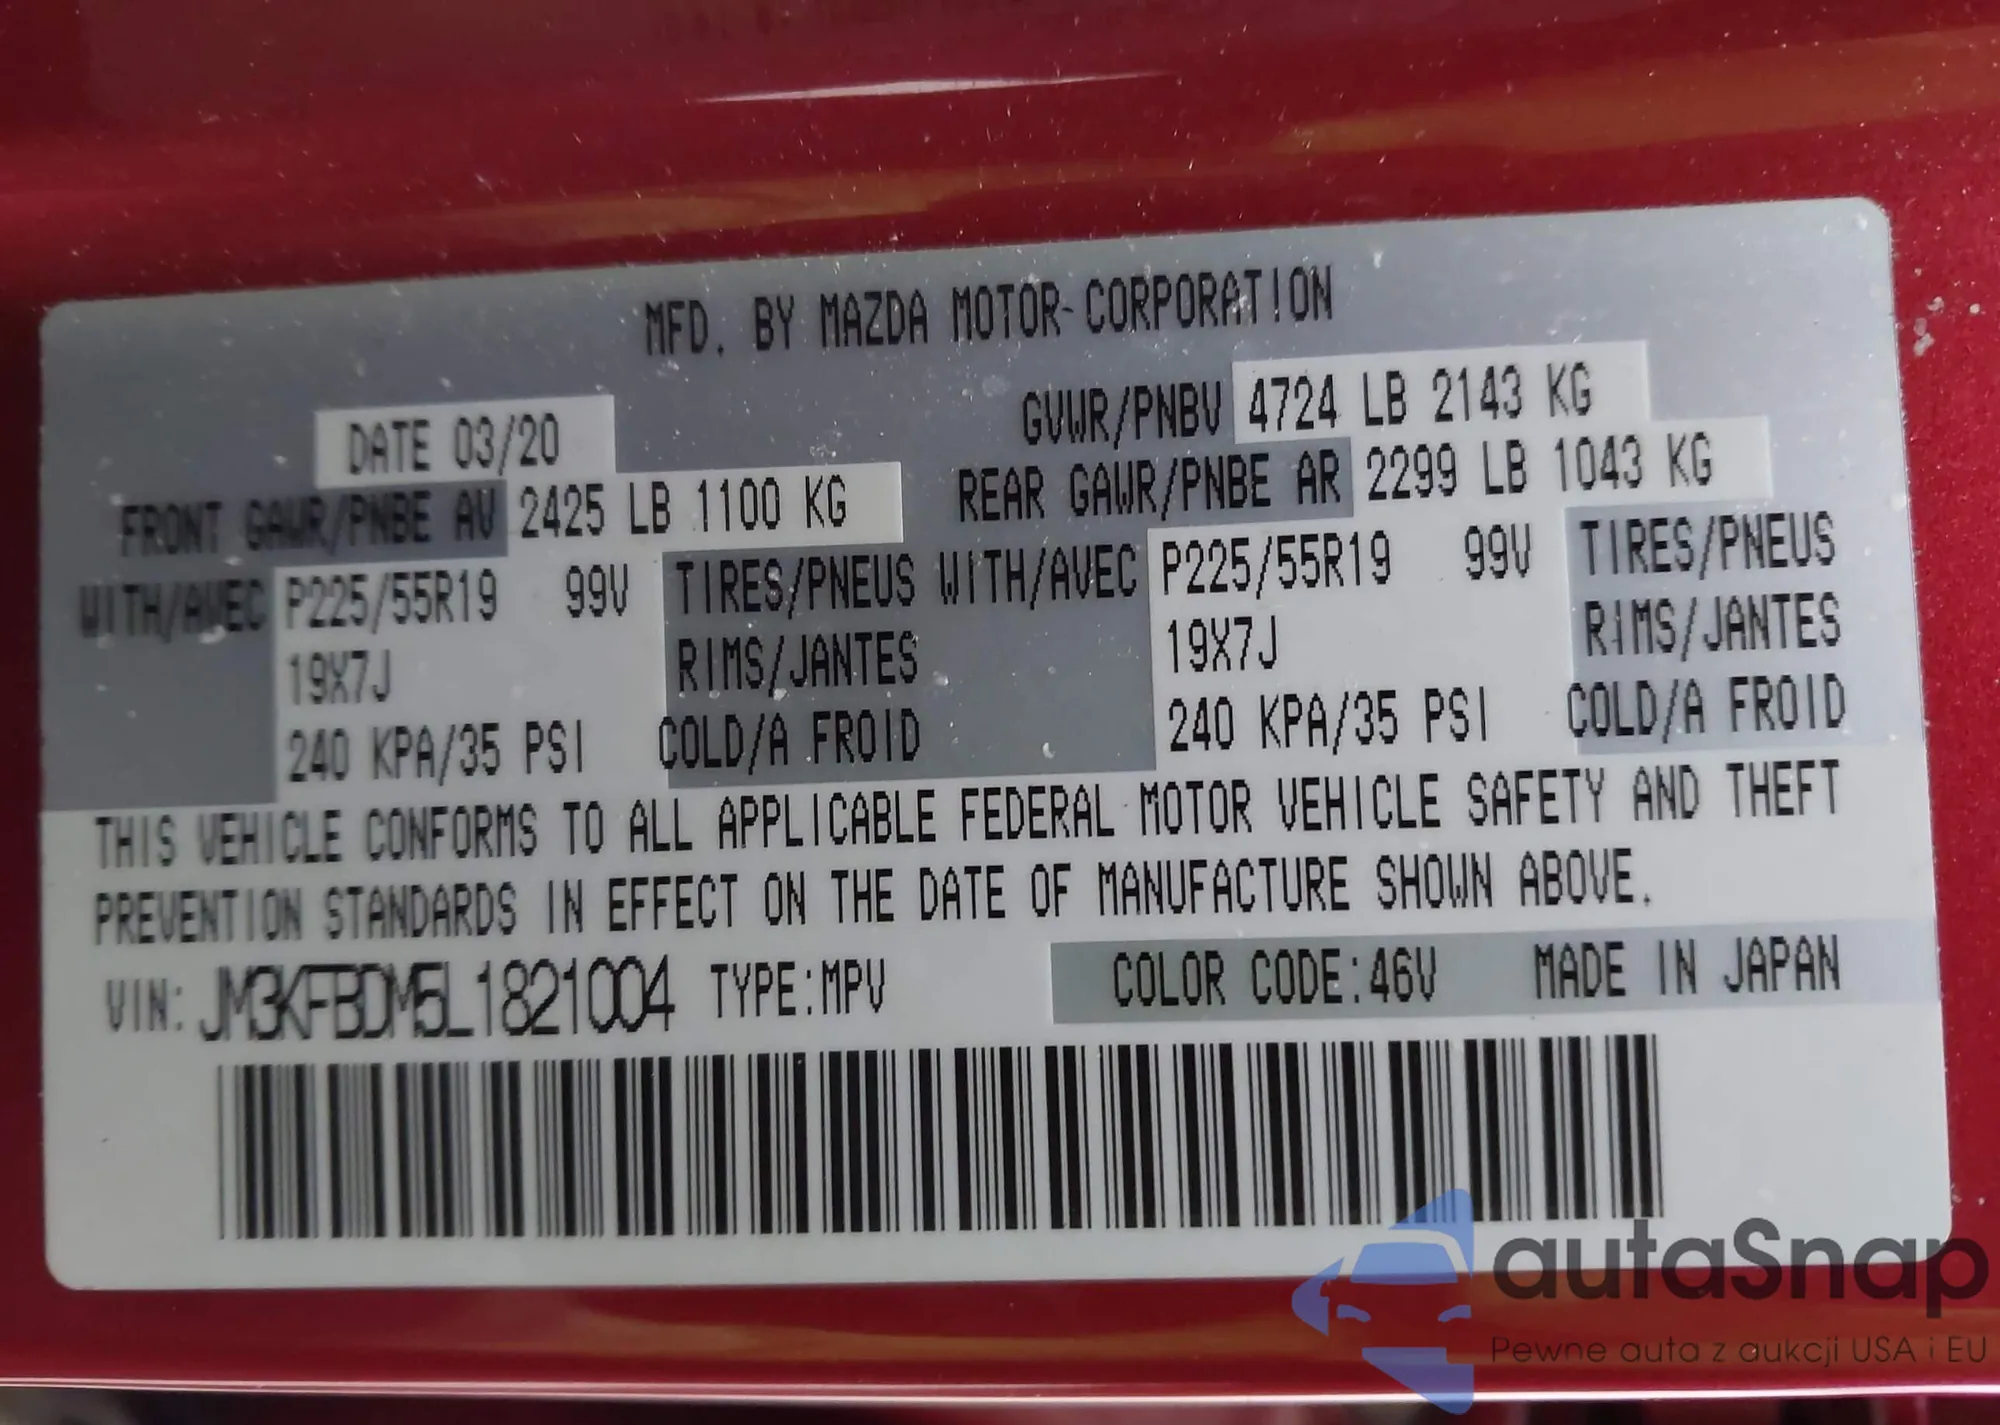 MFD. BY MAZDA MOTOR CORPORATION
DATE 03/20
GVWR/PNBV 4724 LB 2143 KG
FRONT GAWR/PNBE AV 2425 LB 1100 KG
REAR GAWR/PNBE AR 2299 LB 1043 KG
WITH/AVEC P225/55R19 99V TIRES/PNEUS
WITH/AVEC P225/55R19 99V TIRES/PNEUS
19X7J RIMS/JANTES
19X7J RIMS/JANTES
240 KPA/35 PSI COLD/A FROID
240 KPA/35 PSI COLD/A FROID
THIS VEHICLE CONFORMS TO ALL APPLICABLE FEDERAL MOTOR VEHICLE SAFETY AND THEFT
PREVENTION STANDARDS IN EFFECT ON THE DATE OF MANUFACTURE SHOWN ABOVE.
VIN: JM3KFBDM5L1821004 TYPE:MPV COLOR CODE:46V MADE IN JAPAN
autaSnap
Pewne auta z aukcji USA i EU